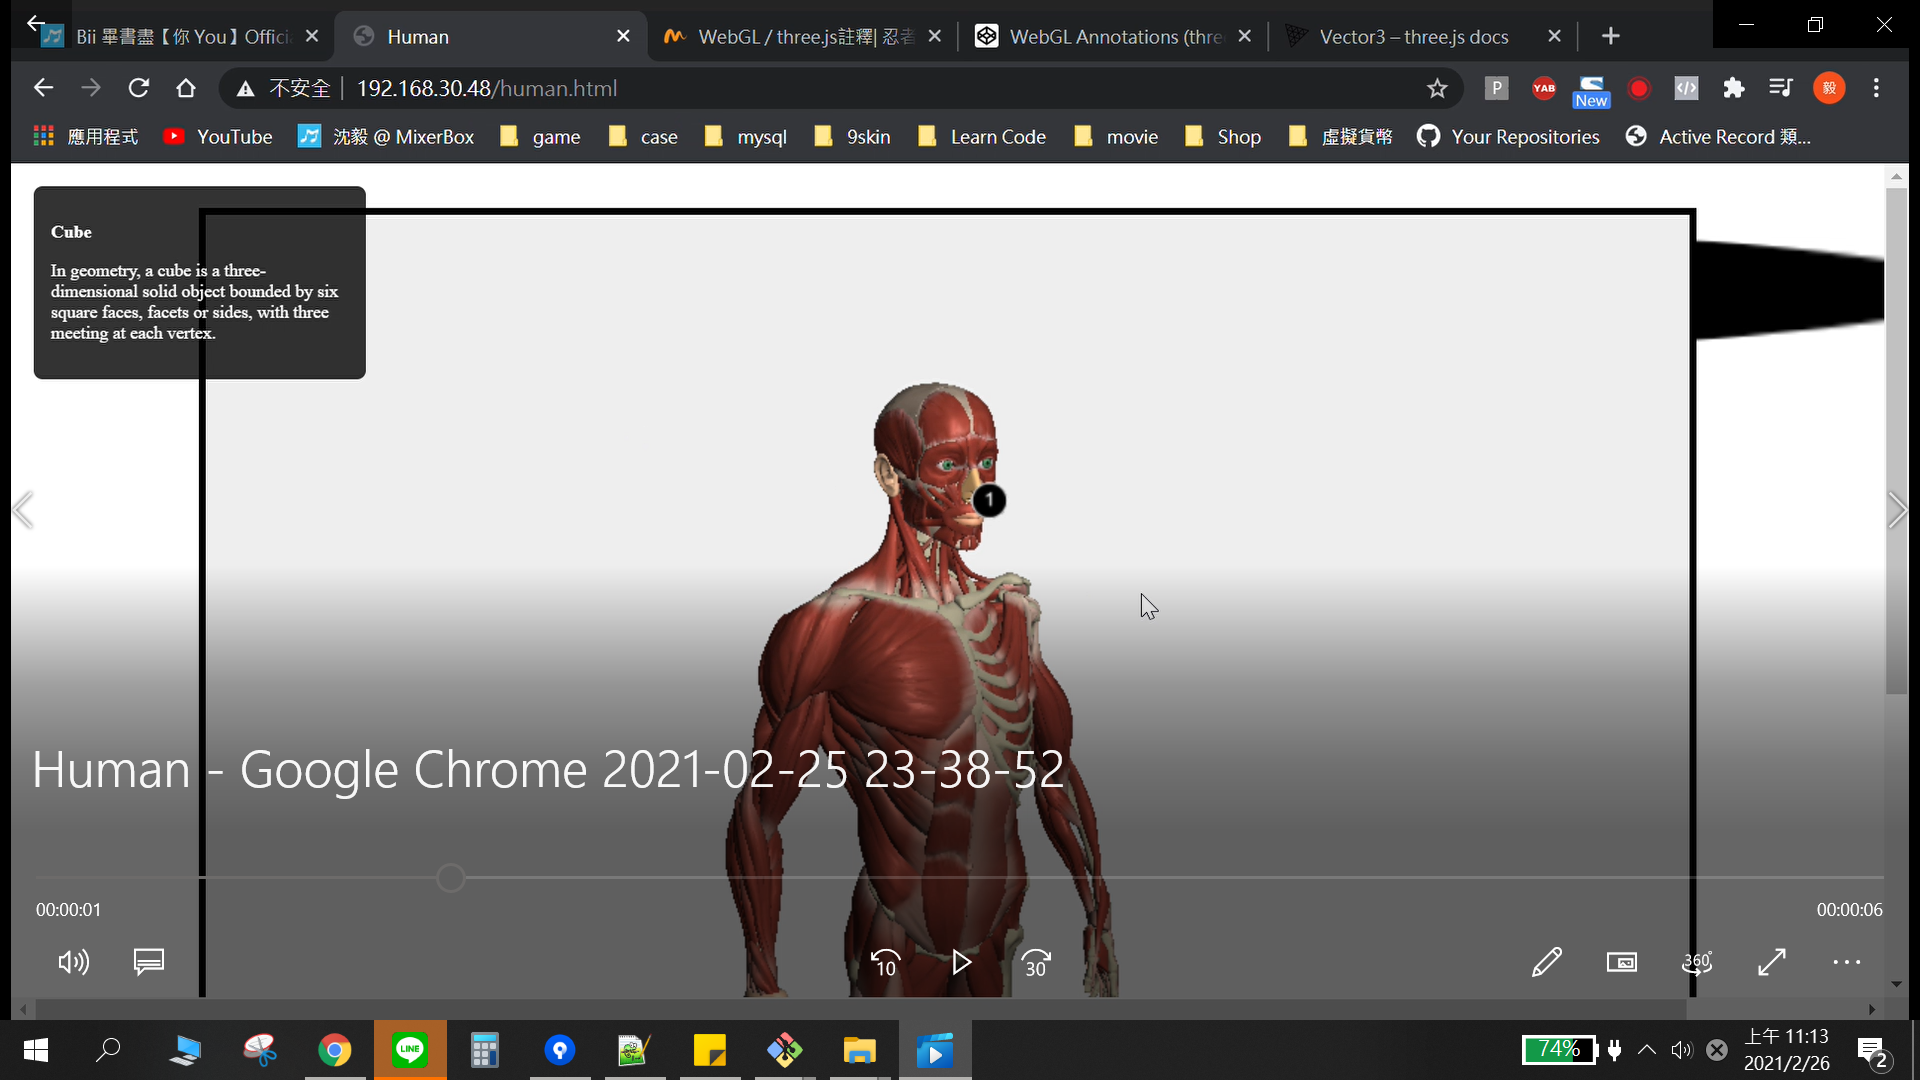 Bii 畢書盡【你 You】Offici
Human
WebGL / three.js註釋| 忍者
WebGL Annotations (thre
Vector3 – three.js docs
不安全
192.168.30.48/human.html
P
YAB
New
毅
應用程式
YouTube
沈毅 @ MixerBox
game
case
mysql
9skin
Learn Code
movie
Shop
虛擬貨幣
Your Repositories
Active Record 類...
Cube
In geometry, a cube is a three-
dimensional solid object bounded by six
square faces, facets or sides, with three
meeting at each vertex.
1
Human - Google Chrome 2021-02-25 23-38-52
00:00:01
00:00:06
10
30
360°
LINE
74%
上午 11:13
2021/2/26
2